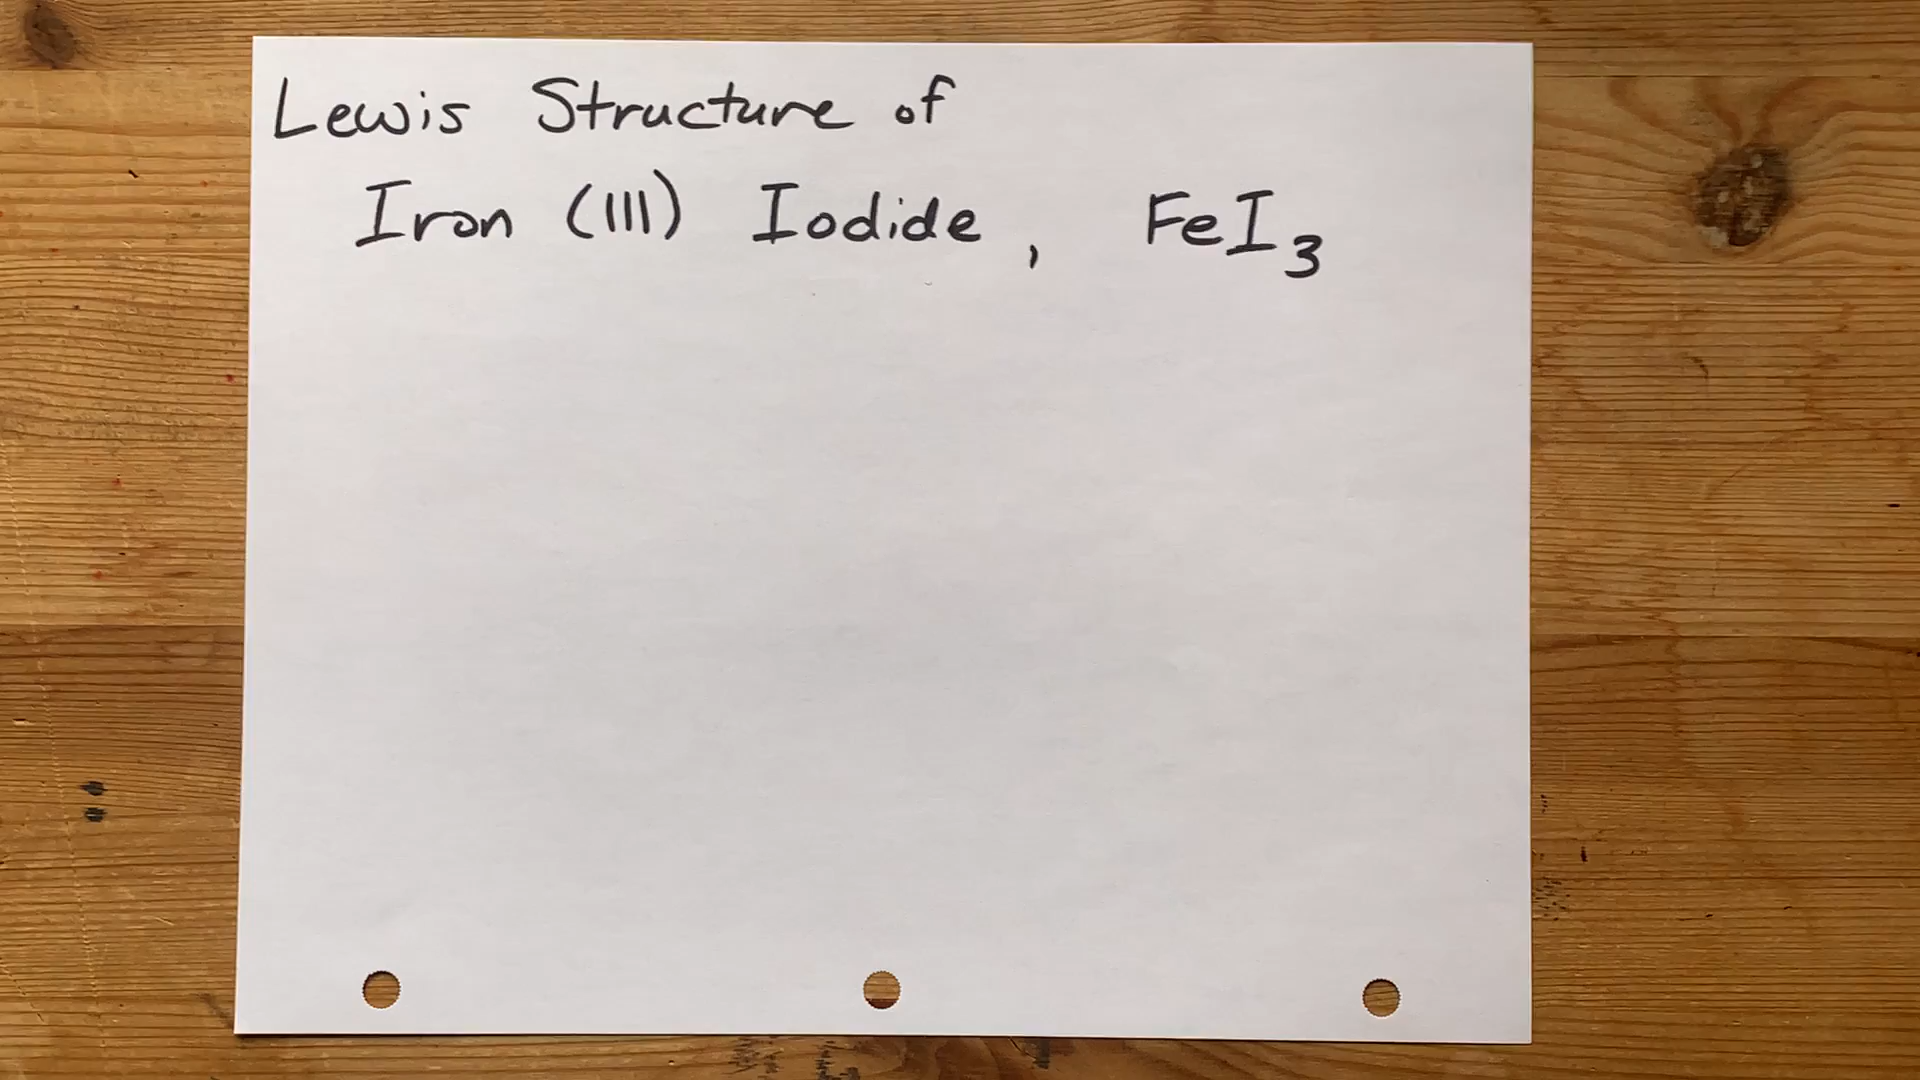 Lewis Structure of
Iron (III) Iodide, FeI₃